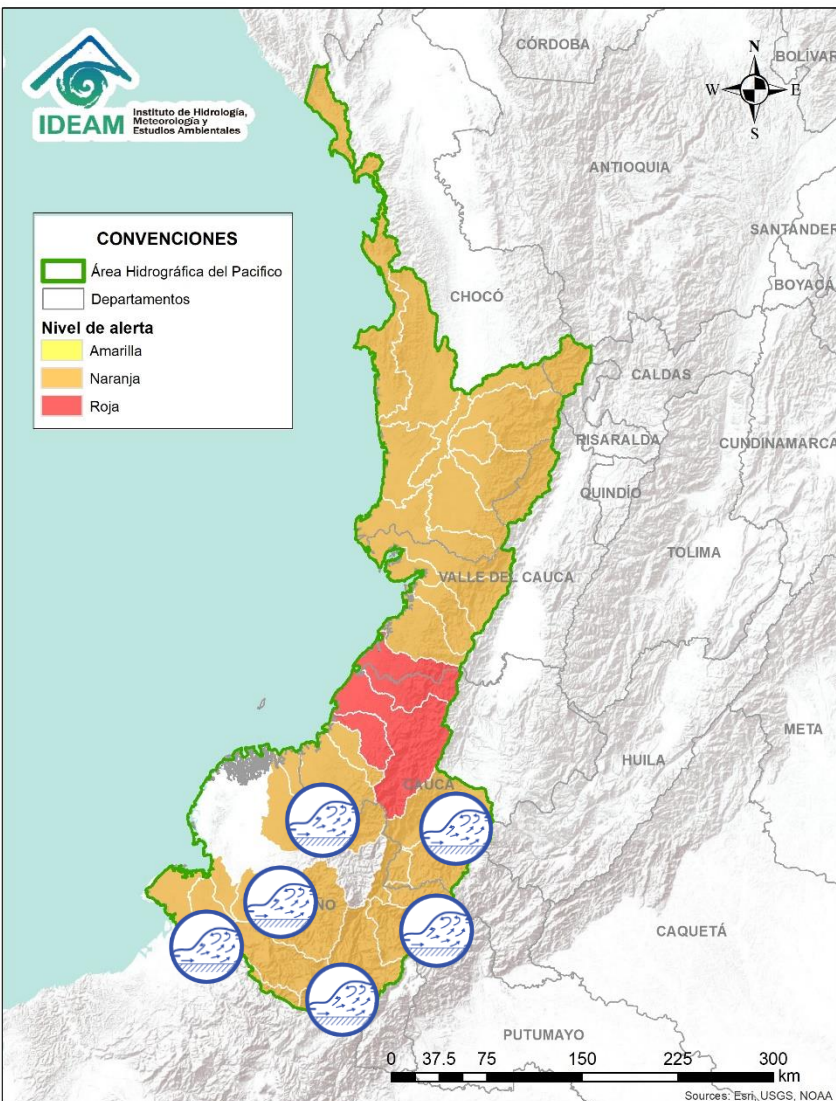 IDEAM
Instituto de Hidrología,
Meteorología y
Estudios Ambientales
CÓRDOBA
BOLÍVAR
N
W
E
S
ANTIOQUIA
SANTANDER
BOYACÁ
CONVENCIONES
Área Hidrográfica del Pacifico
Departamentos
Nivel de alerta
Amarilla
Naranja
Roja
CHOCÓ
CALDAS
RISARALDA
CUNDINAMARCA
QUINDÍO
TOLIMA
VALLE DEL CAUCA
META
HUILA
CAUCA
NO
CAQUETÁ
PUTUMAYO
0 37.5 75 150 225 300
km
Sources: Esri, USGS, NOAA